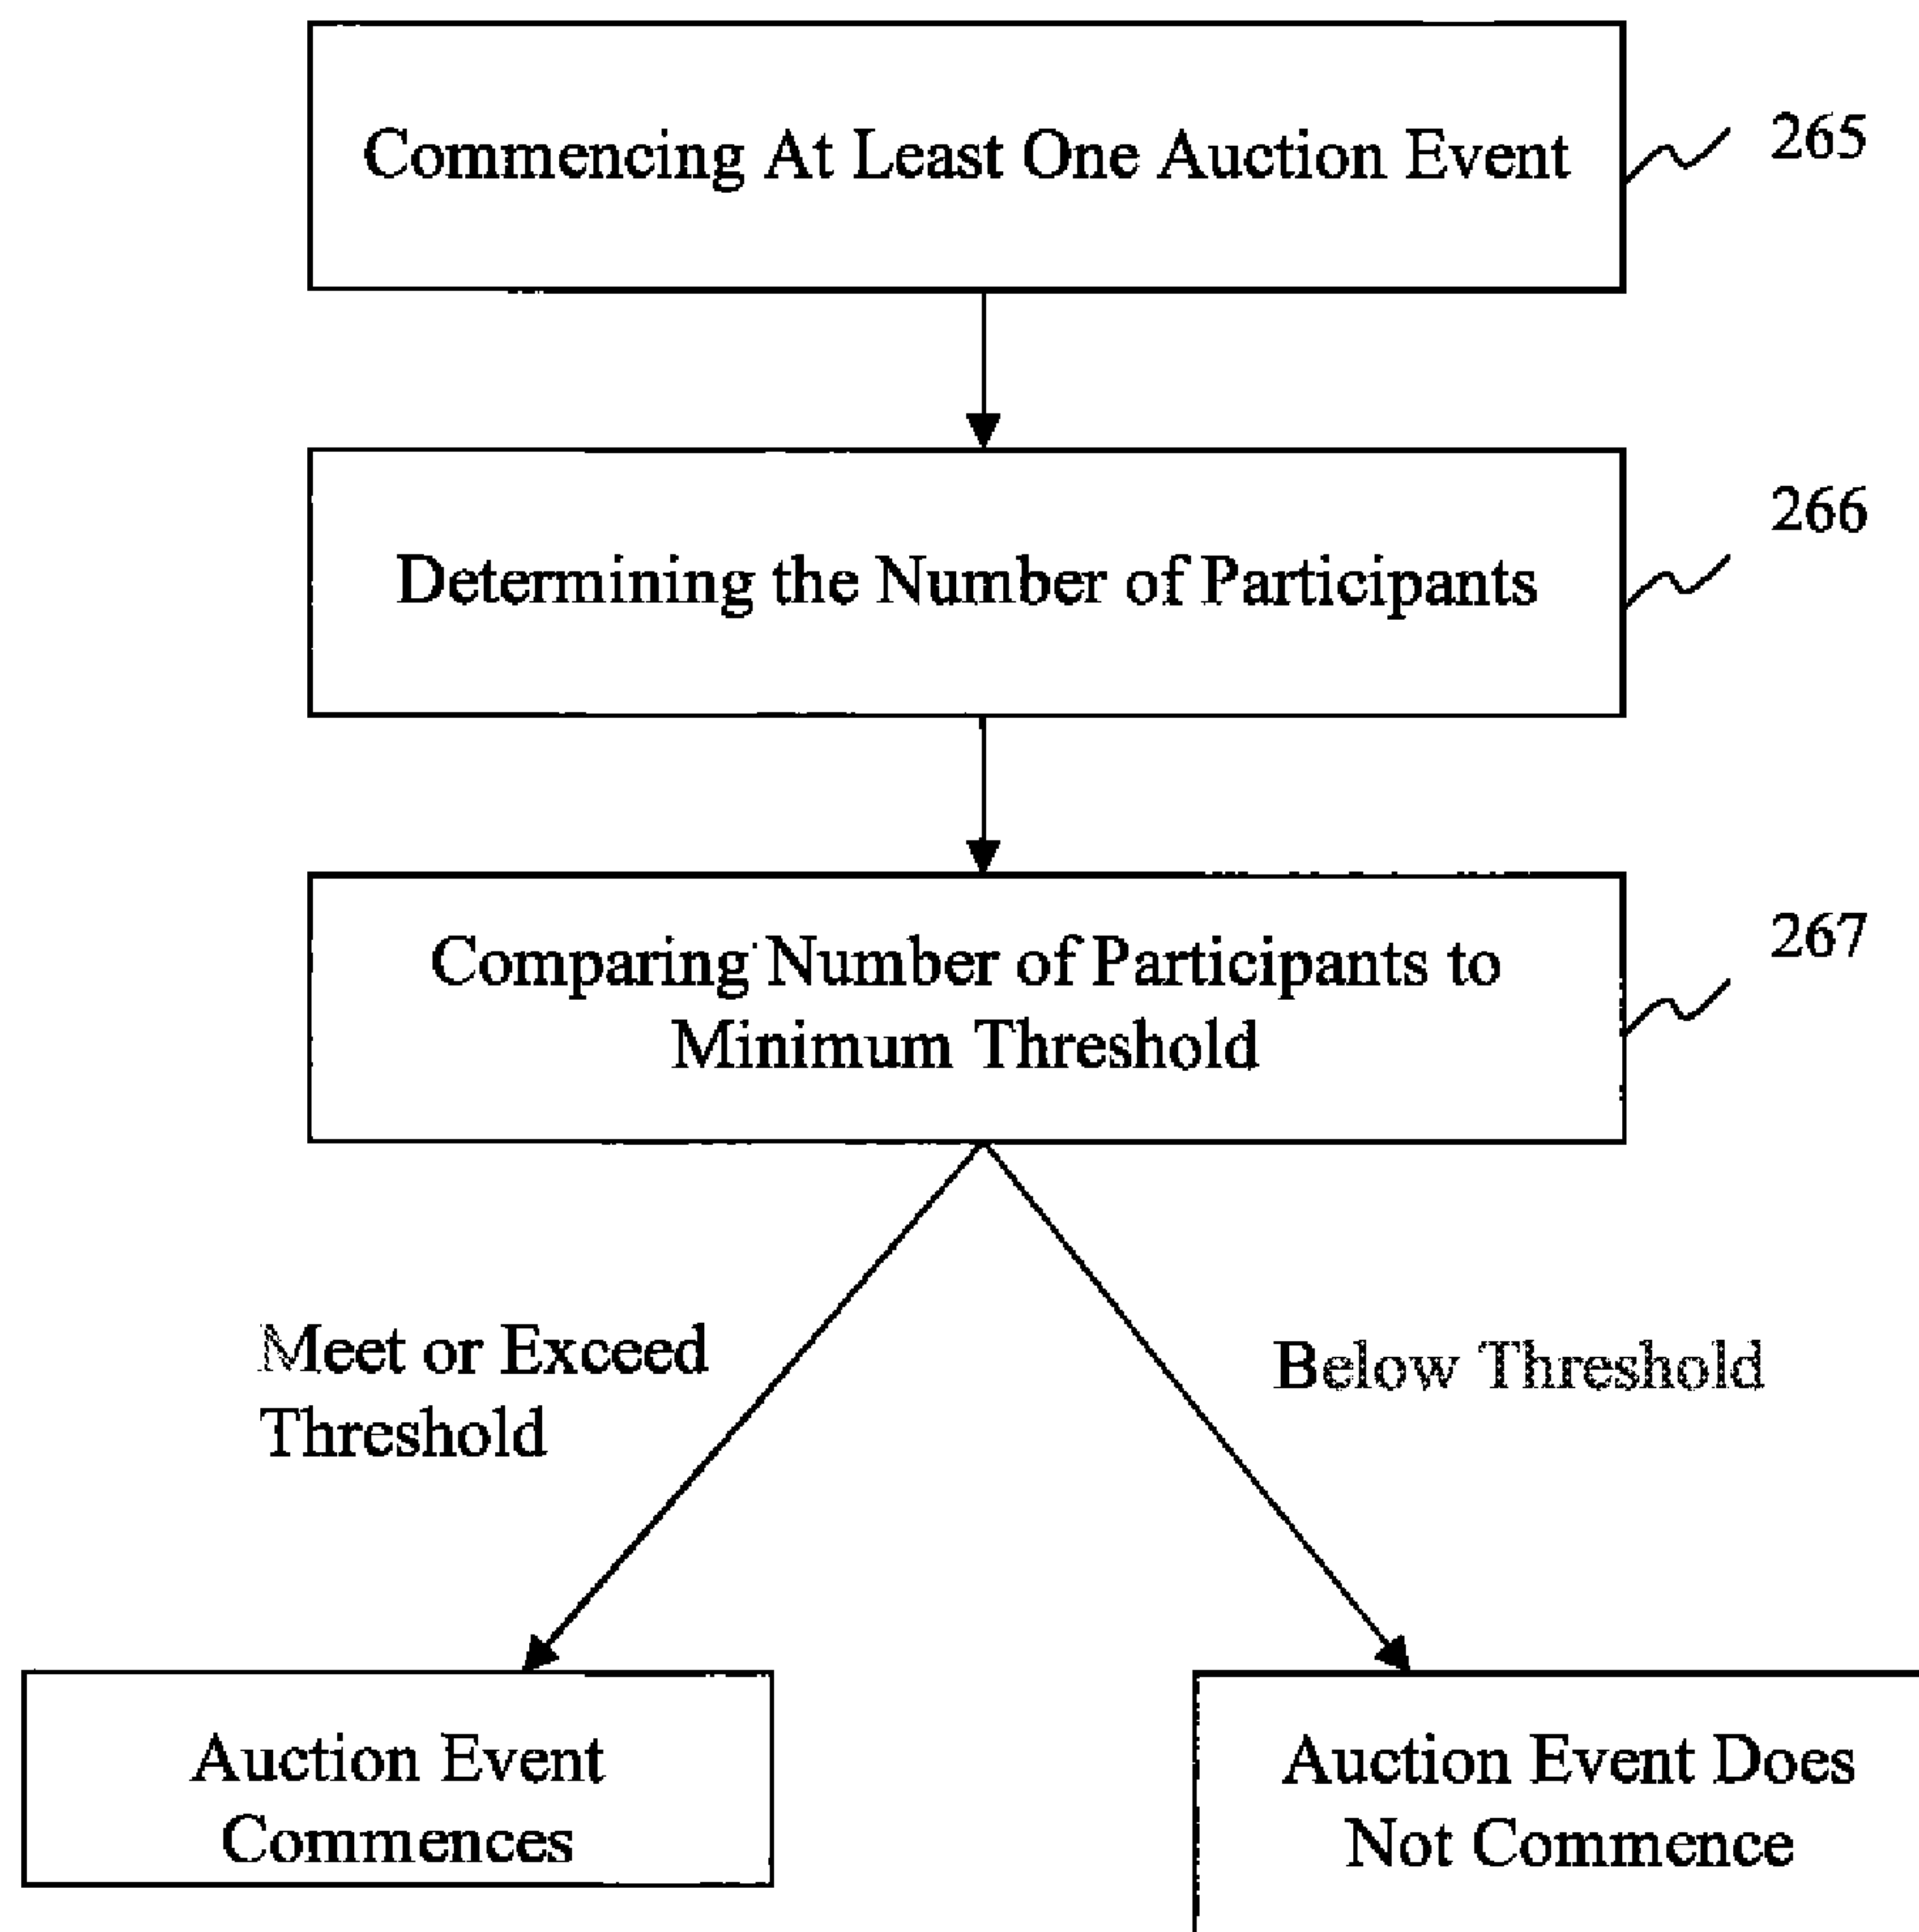 Commencing At Least One Auction Event
265
266
Determining the Number of Participants
267
Comparing Number of Participants to
Minimum Threshold
Meet or Exceed
Threshold
Below Threshold
Auction Event
Commences
Auction Event Does
Not Commence